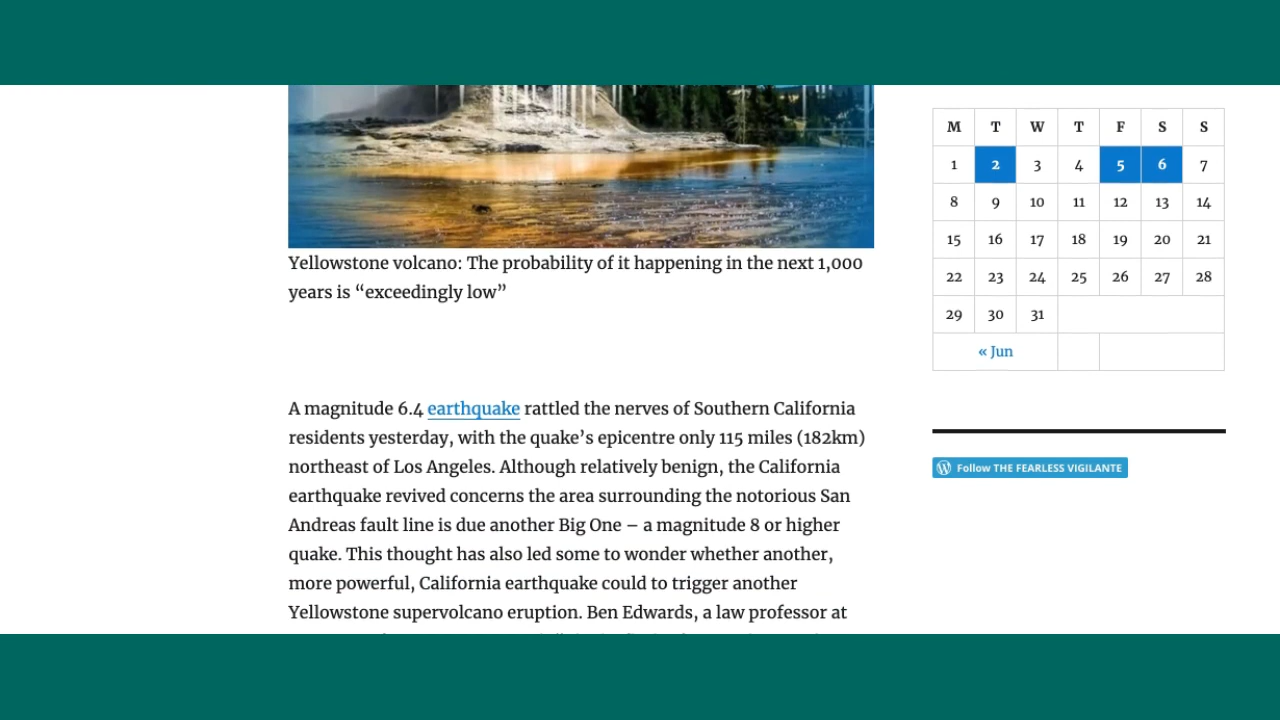 Yellowstone volcano: The probability of it happening in the next 1,000
years is “exceedingly low”
A magnitude 6.4 earthquake rattled the nerves of Southern California
residents yesterday, with the quake’s epicentre only 115 miles (182km)
northeast of Los Angeles. Although relatively benign, the California
earthquake revived concerns the area surrounding the notorious San
Andreas fault line is due another Big One – a magnitude 8 or higher
quake. This thought has also led some to wonder whether another,
more powerful, California earthquake could to trigger another
Yellowstone supervolcano eruption. Ben Edwards, a law professor at
M T W T F S S
1 2 3 4 5 6 7
8 9 10 11 12 13 14
15 16 17 18 19 20 21
22 23 24 25 26 27 28
29 30 31
« Jun
Follow THE FEARLESS VIGILANTE